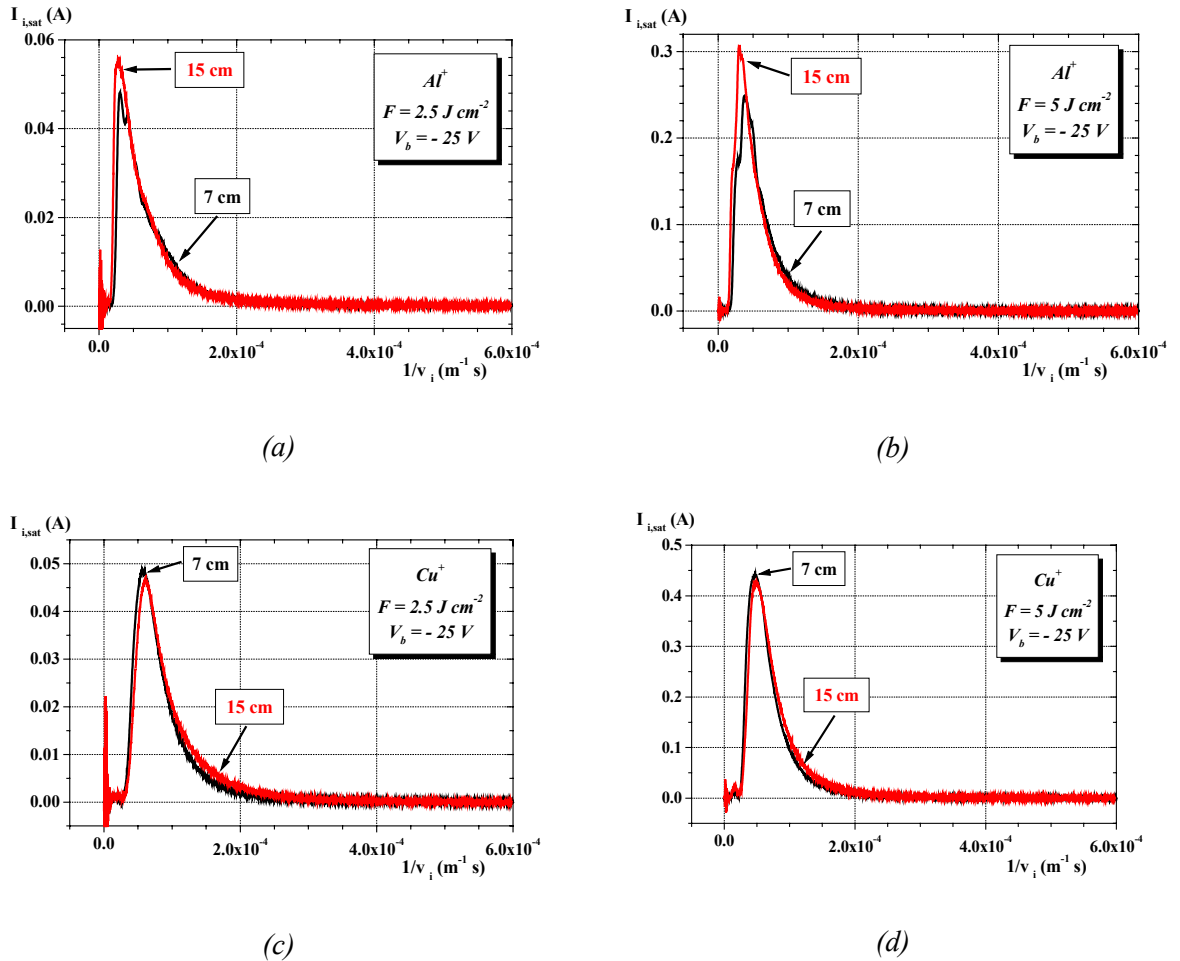 I i,sat (A)
0.06
0.04
0.02
0.00
15 cm
7 cm
Al+
F = 2.5 J cm-2
Vb = - 25 V
0.0 2.0x10-4 4.0x10-4 6.0x10-4
1/v i (m-1 s)
(a)
I i,sat (A)
0.3
0.2
0.1
0.0
15 cm
7 cm
Al+
F = 5 J cm-2
Vb = - 25 V
0.0 2.0x10-4 4.0x10-4 6.0x10-4
1/v i (m-1 s)
(b)
I i,sat (A)
0.05
0.04
0.03
0.02
0.01
0.00
7 cm
15 cm
Cu+
F = 2.5 J cm-2
Vb = - 25 V
0.0 2.0x10-4 4.0x10-4 6.0x10-4
1/v i (m-1 s)
(c)
I i,sat (A)
0.5
0.4
0.3
0.2
0.1
0.0
7 cm
15 cm
Cu+
F = 5 J cm-2
Vb = - 25 V
0.0 2.0x10-4 4.0x10-4 6.0x10-4
1/v i (m-1 s)
(d)